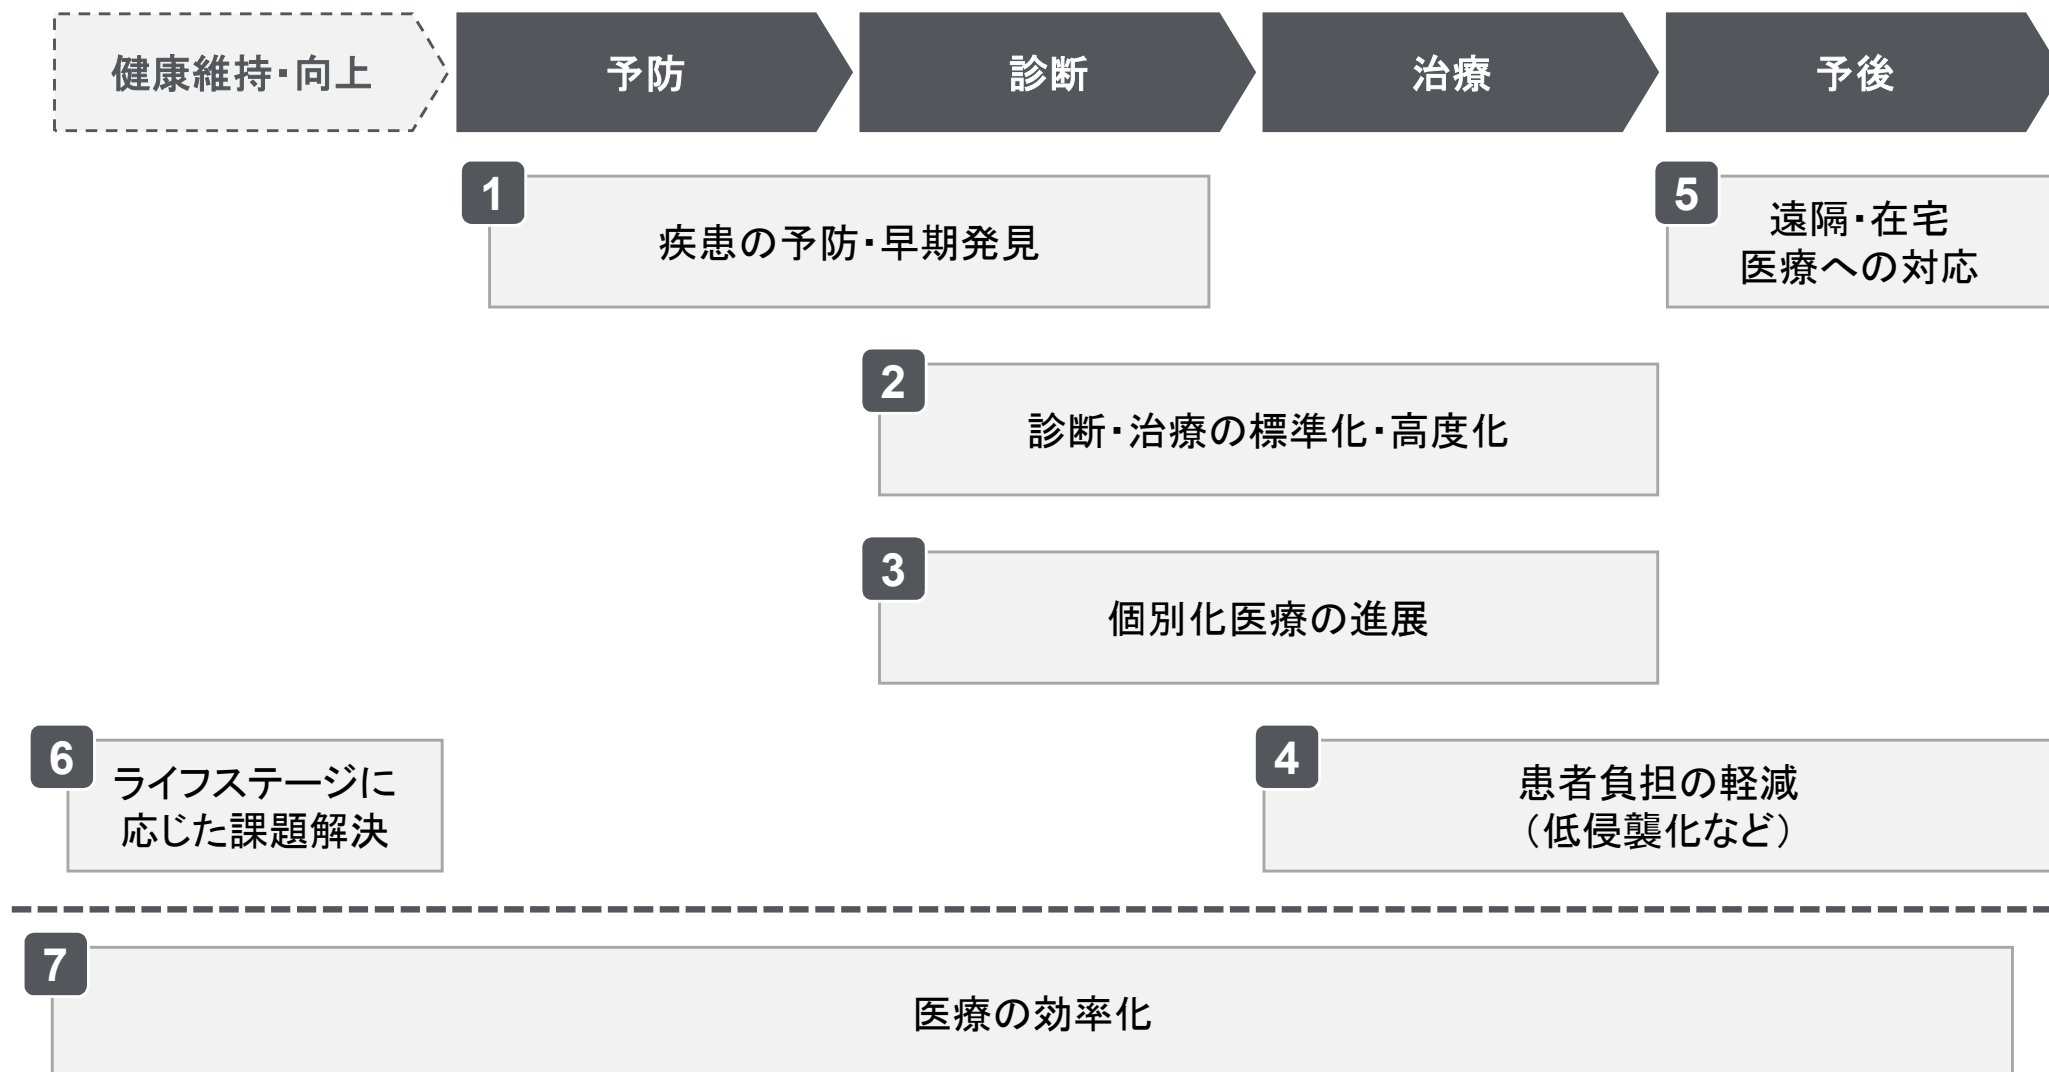 健康維持・向上
予防
診断
治療
予後
1
疾患の予防・早期発見
5
遠隔・在宅
医療への対応
2
診断・治療の標準化・高度化
3
個別化医療の進展
6
ライフステージに
応じた課題解決
4
患者負担の軽減
（低侵襲化など）
7
医療の効率化